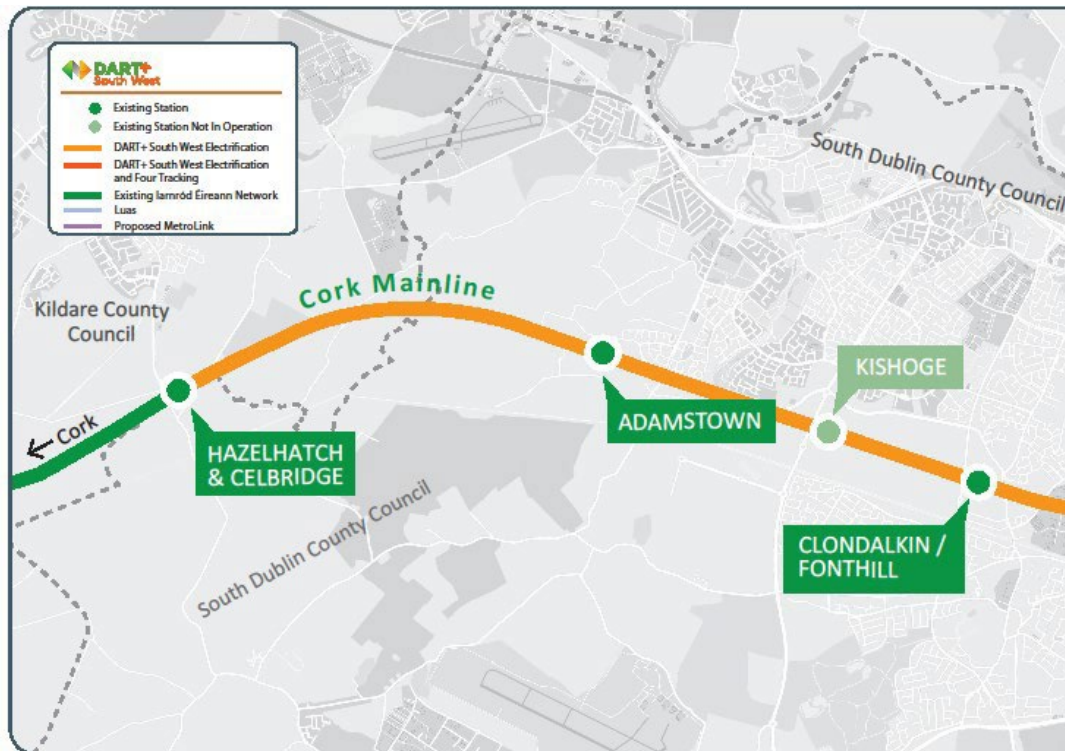 DART+
South West
Existing Station
Existing Station Not In Operation
DART+ South West Electrification
DART+ South West Electrification
and Four Tracking
Existing Iarnród Éireann Network
Luas
Proposed MetroLink
South Dublin County Council
Cork Mainline
Kildare County
Council
KISHOGE
ADAMSTOWN
← Cork
HAZELHATCH
& CELBRIDGE
South Dublin County Council
CLONDALKIN /
FONTHILL